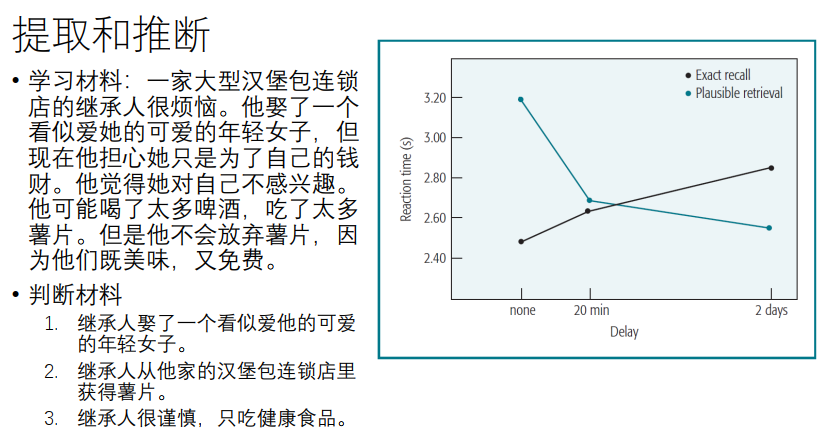 提取和推断
• 学习材料：一家大型汉堡包连锁
店的继承人很烦恼。他娶了一个
看似爱她的可爱的年轻女子，但
现在他担心她只是为了自己的钱
财。他觉得她对自己不感兴趣。
他可能喝了太多啤酒，吃了太多
薯片。但是他不会放弃薯片，因
为他们既美味，又免费。
• 判断材料
1. 继承人娶了一个看似爱他的可爱
的年轻女子。
2. 继承人从他家的汉堡包连锁店里
获得薯片。
3. 继承人很谨慎，只吃健康食品。
Exact recall
Plausible retrieval
Reaction time (s)
3.20
3.00
2.80
2.60
2.40
none 20 min 2 days
Delay